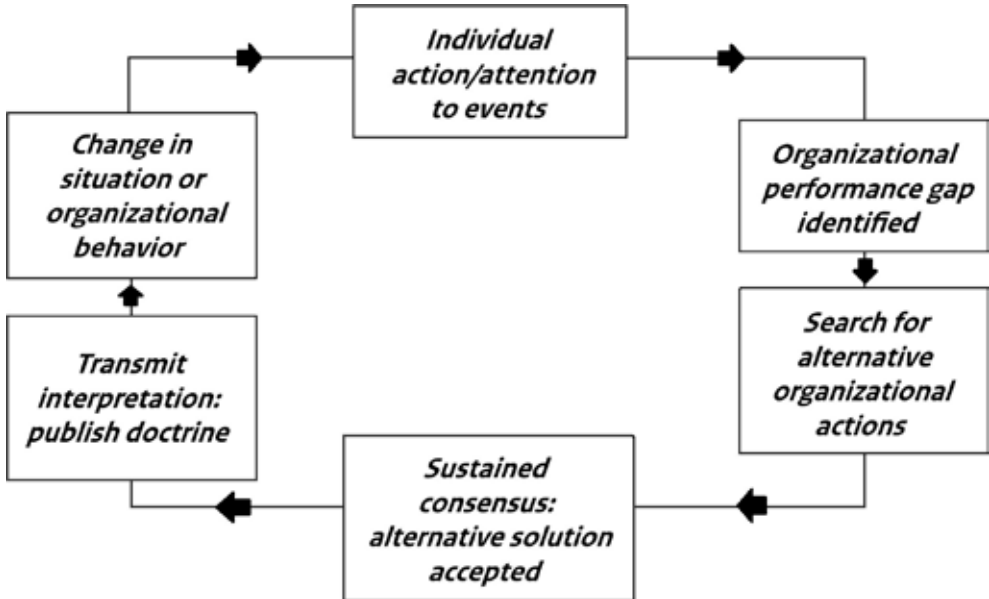 Individual
action/attention
to events
Organizational
performance gap
identified
Search for
alternative
organizational
actions
Sustained
consensus:
alternative solution
accepted
Transmit
interpretation:
publish doctrine
Change in
situation or
organizational
behavior